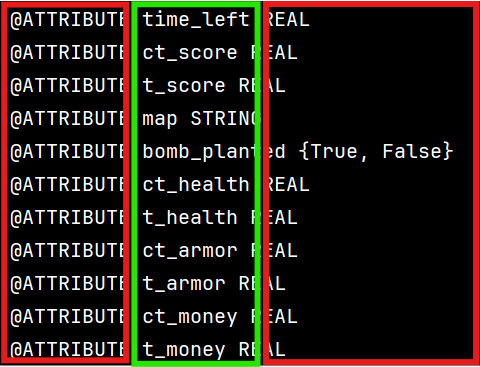 @ATTRIBUTE time_left REAL
@ATTRIBUTE ct_score REAL
@ATTRIBUTE t_score REAL
@ATTRIBUTE map STRING
@ATTRIBUTE bomb_planted {True, False}
@ATTRIBUTE ct_health REAL
@ATTRIBUTE t_health REAL
@ATTRIBUTE ct_armor REAL
@ATTRIBUTE t_armor REAL
@ATTRIBUTE ct_money REAL
@ATTRIBUTE t_money REAL